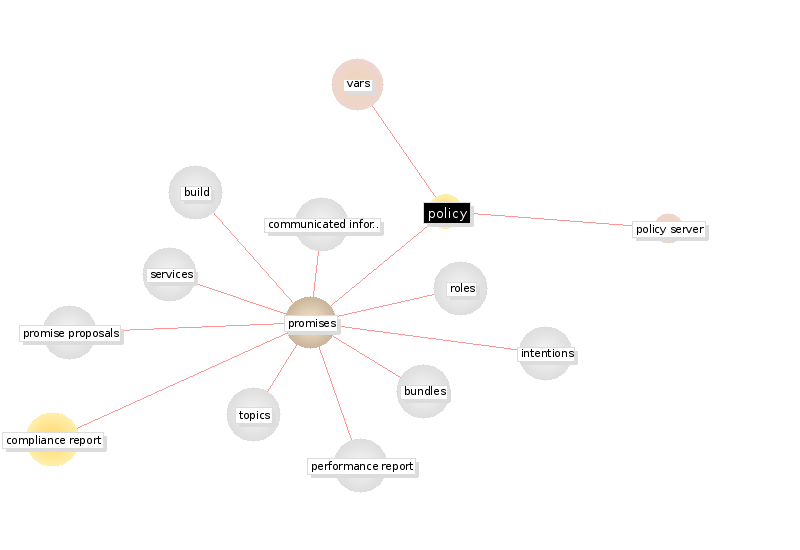 vars
build
policy
communicated infor..
policy server
services
roles
promises
promise proposals
intentions
bundles
topics
compliance report
performance report